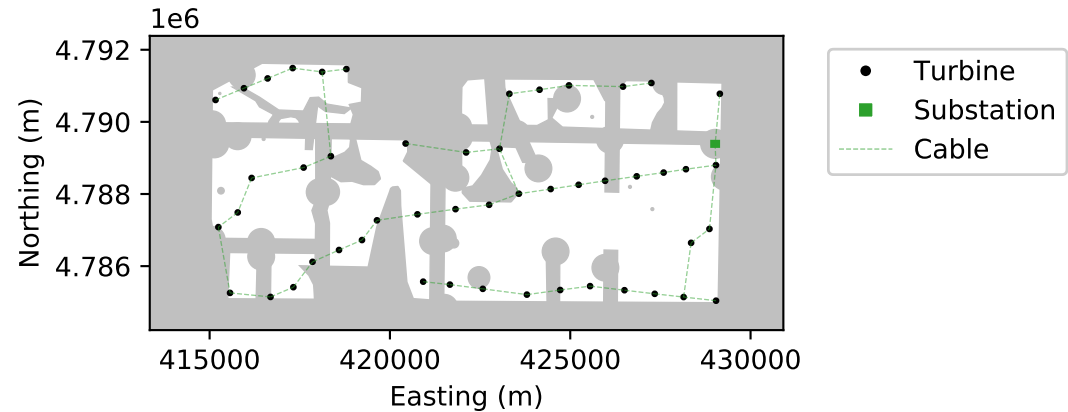 1e6
4.792
4.790
4.788
4.786
Northing (m)
415000 420000 425000 430000
Easting (m)
Turbine
Substation
Cable